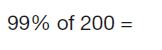 99% of 200 =